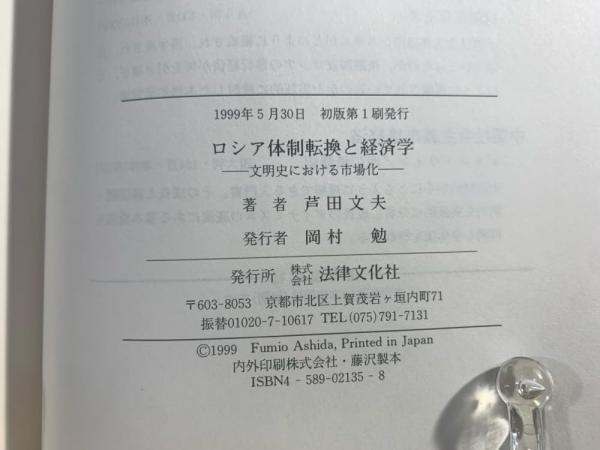 1999年5月30日 初版第1刷発行
ロシア体制転換と経済学
——文明史における市場化——
著者 芦田文夫
発行者 岡村 勉
発行所 株式会社 法律文化社
〒603-8053 京都市北区上賀茂岩ヶ垣内町71
振替01020-7-10617 TEL(075)791-7131
©1999 Fumio Ashida, Printed in Japan
内外印刷株式会社・藤沢製本
ISBN4-589-02135-8